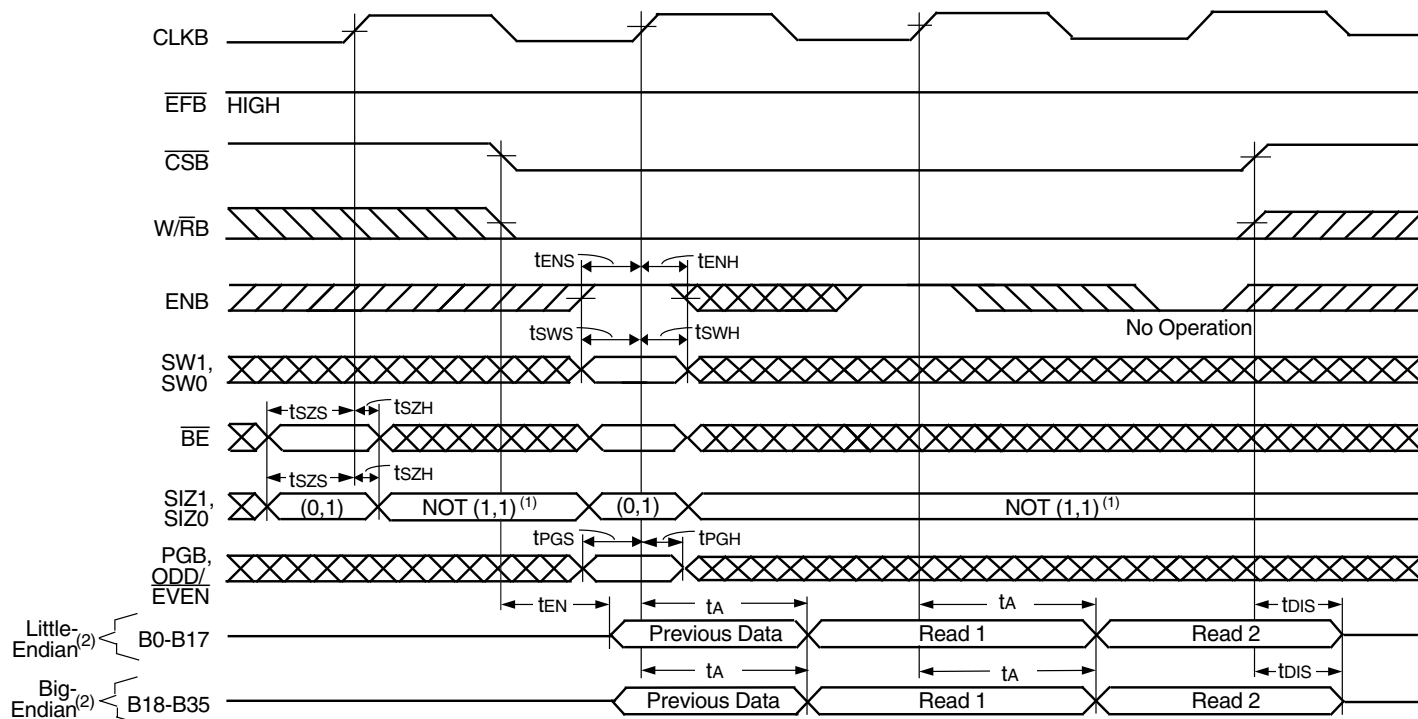 CLKB
EFB HIGH
CSB
W/RB
tENS tENH
ENB
No Operation
tSWS tSWH
SW1,
SW0
tSZS tSZH
BE
tSZS tSZH
SIZ1,
SIZ0
(0,1) NOT (1,1)(1) (0,1) NOT (1,1)(1)
tPGS tPGH
PGB,
ODD/
EVEN
tEN tA tA tDIS
Little-
Endian(2) B0-B17 Previous Data Read 1 Read 2
tA tA tDIS
Big-
Endian(2) B18-B35 Previous Data Read 1 Read 2